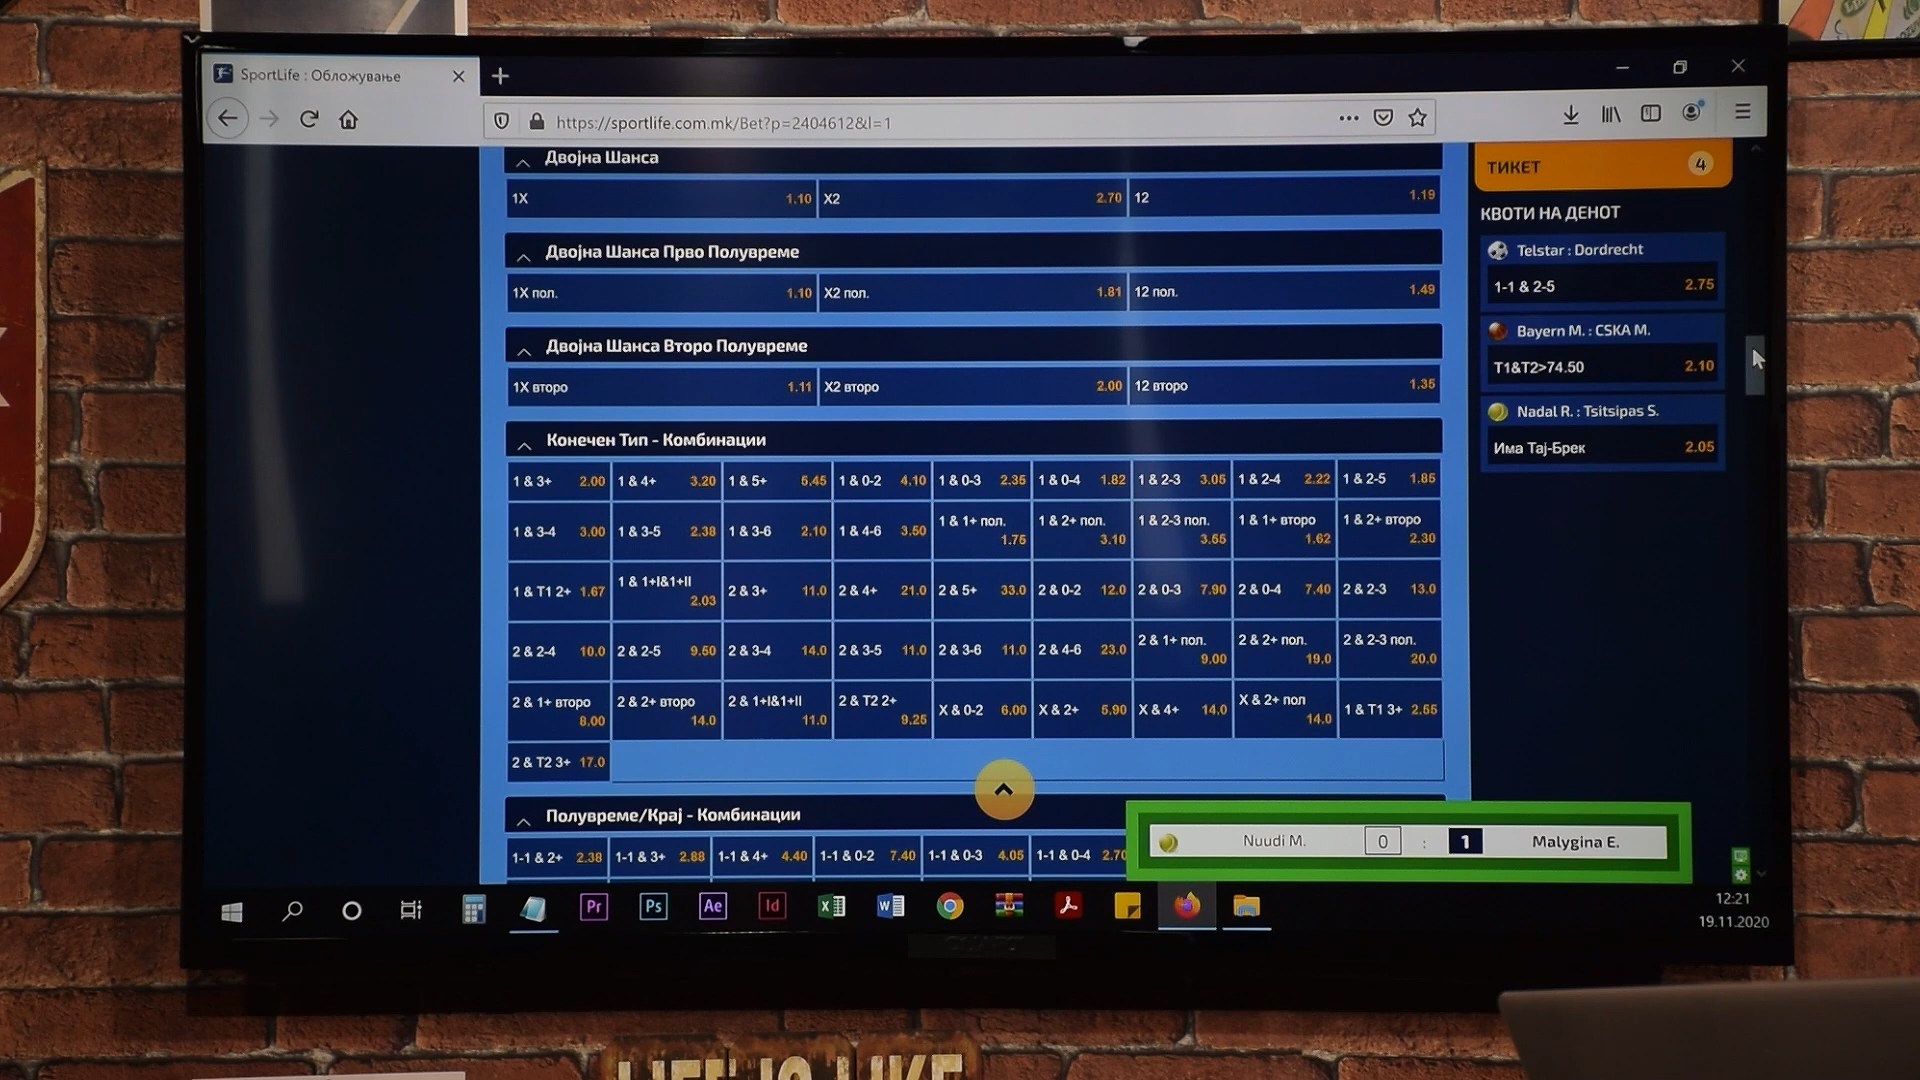 SportLife : Обложување
https://sportlife.com.mk/Bet?p=2404612&l=1
Двојна Шанса
1X 1.10 X2 2.70 12 1.19
Двојна Шанса Прво Полувреме
1X пол. 1.10 X2 пол. 1.81 12 пол. 1.49
Двојна Шанса Второ Полувреме
1X второ 1.11 X2 второ 2.00 12 второ 1.35
Конечен Тип - Комбинации
1 & 3+ 2.00 1 & 4+ 3.20 1 & 5+ 5.45 1 & 0-2 4.10 1 & 0-3 2.35 1 & 0-4 1.82 1 & 2-3 3.05 1 & 2-4 2.22 1 & 2-5 1.85
1 & 3-4 3.00 1 & 3-5 2.38 1 & 3-6 2.10 1 & 4-6 3.50 1 & 1+ пол. 1.75 1 & 2+ пол. 3.10 1 & 2-3 пол. 3.55 1 & 1+ второ 1.62 1 & 2+ второ 2.30
1 & T1 2+ 1.67 1 & 1+I&1+II 2.03 2 & 3+ 11.0 2 & 4+ 21.0 2 & 5+ 33.0 2 & 0-2 12.0 2 & 0-3 7.90 2 & 0-4 7.40 2 & 2-3 13.0
2 & 2-4 10.0 2 & 2-5 9.50 2 & 3-4 14.0 2 & 3-5 11.0 2 & 3-6 11.0 2 & 4-6 23.0 2 & 1+ пол. 9.00 2 & 2+ пол. 19.0 2 & 2-3 пол. 20.0
2 & 1+ второ 8.00 2 & 2+ второ 14.0 2 & 1+I&1+II 11.0 2 & T2 2+ 9.25 X & 0-2 6.00 X & 2+ 5.90 X & 4+ 14.0 X & 2+ пол 14.0 1 & T1 3+ 2.55
2 & T2 3+ 17.0
Полувреме/Крај - Комбинации
1-1 & 2+ 2.38 1-1 & 3+ 2.88 1-1 & 4+ 4.40 1-1 & 0-2 7.40 1-1 & 0-3 4.05 1-1 & 0-4 2.70
ТИКЕТ 4
КВОТИ НА ДЕНОТ
Telstar : Dordrecht
1-1 & 2-5 2.75
Bayern M. : CSKA M.
T1&T2>74.50 2.10
Nadal R. : Tsitsipas S.
Има Тај-Брек 2.05
Nuudi M. 0 : 1 Malygina E.
Pr Ps Ae Id
12:21
19.11.2020
LIFE IS LIKE